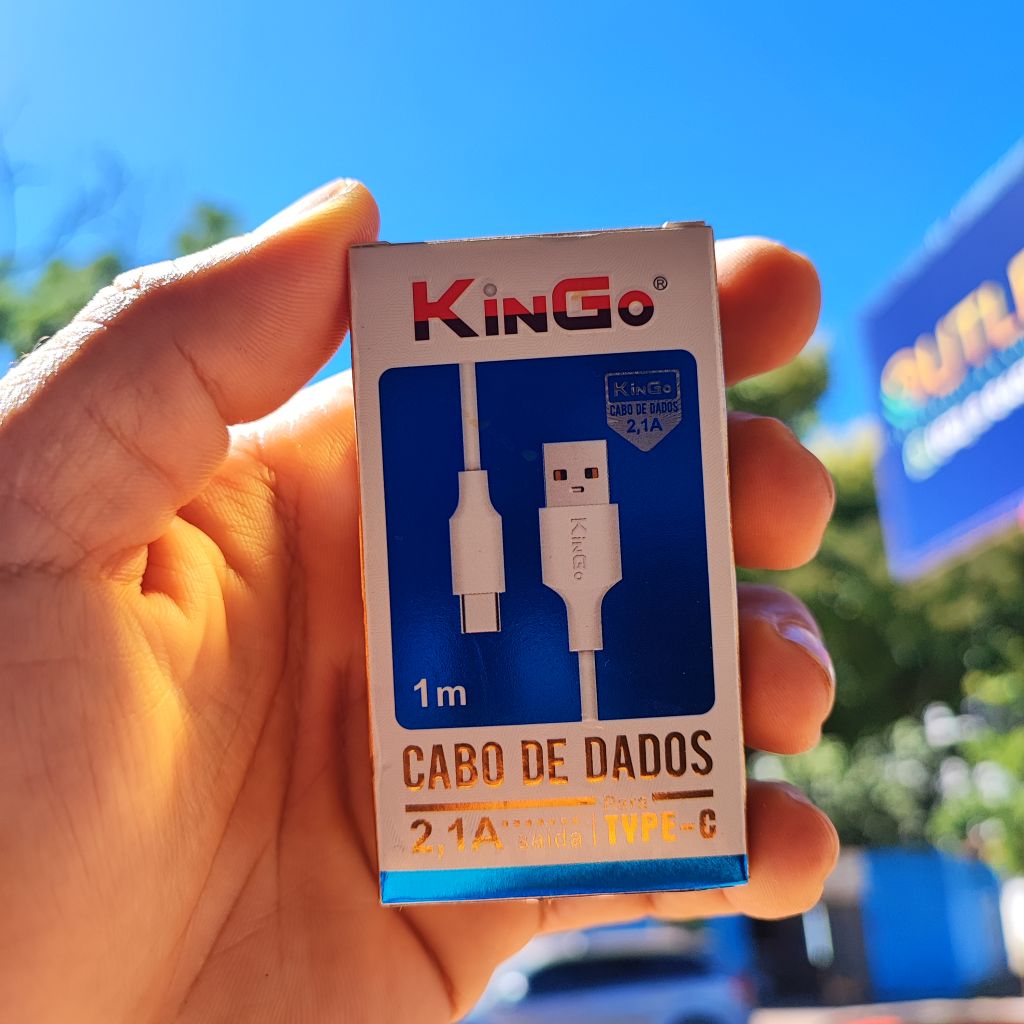 KinGo®
KinGo
CABO DE DADOS
2,1A
KinGo
1m
CABO DE DADOS
2,1A saída Para TYPE-C